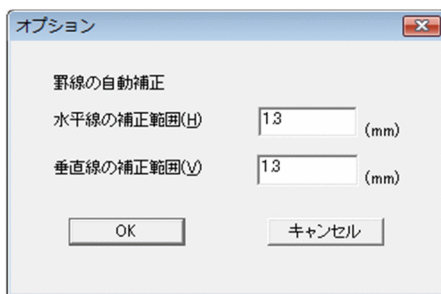 オプション
罫線の自動補正
水平線の補正範囲(H) 1.3 (mm)
垂直線の補正範囲(V) 1.3 (mm)
OK キャンセル